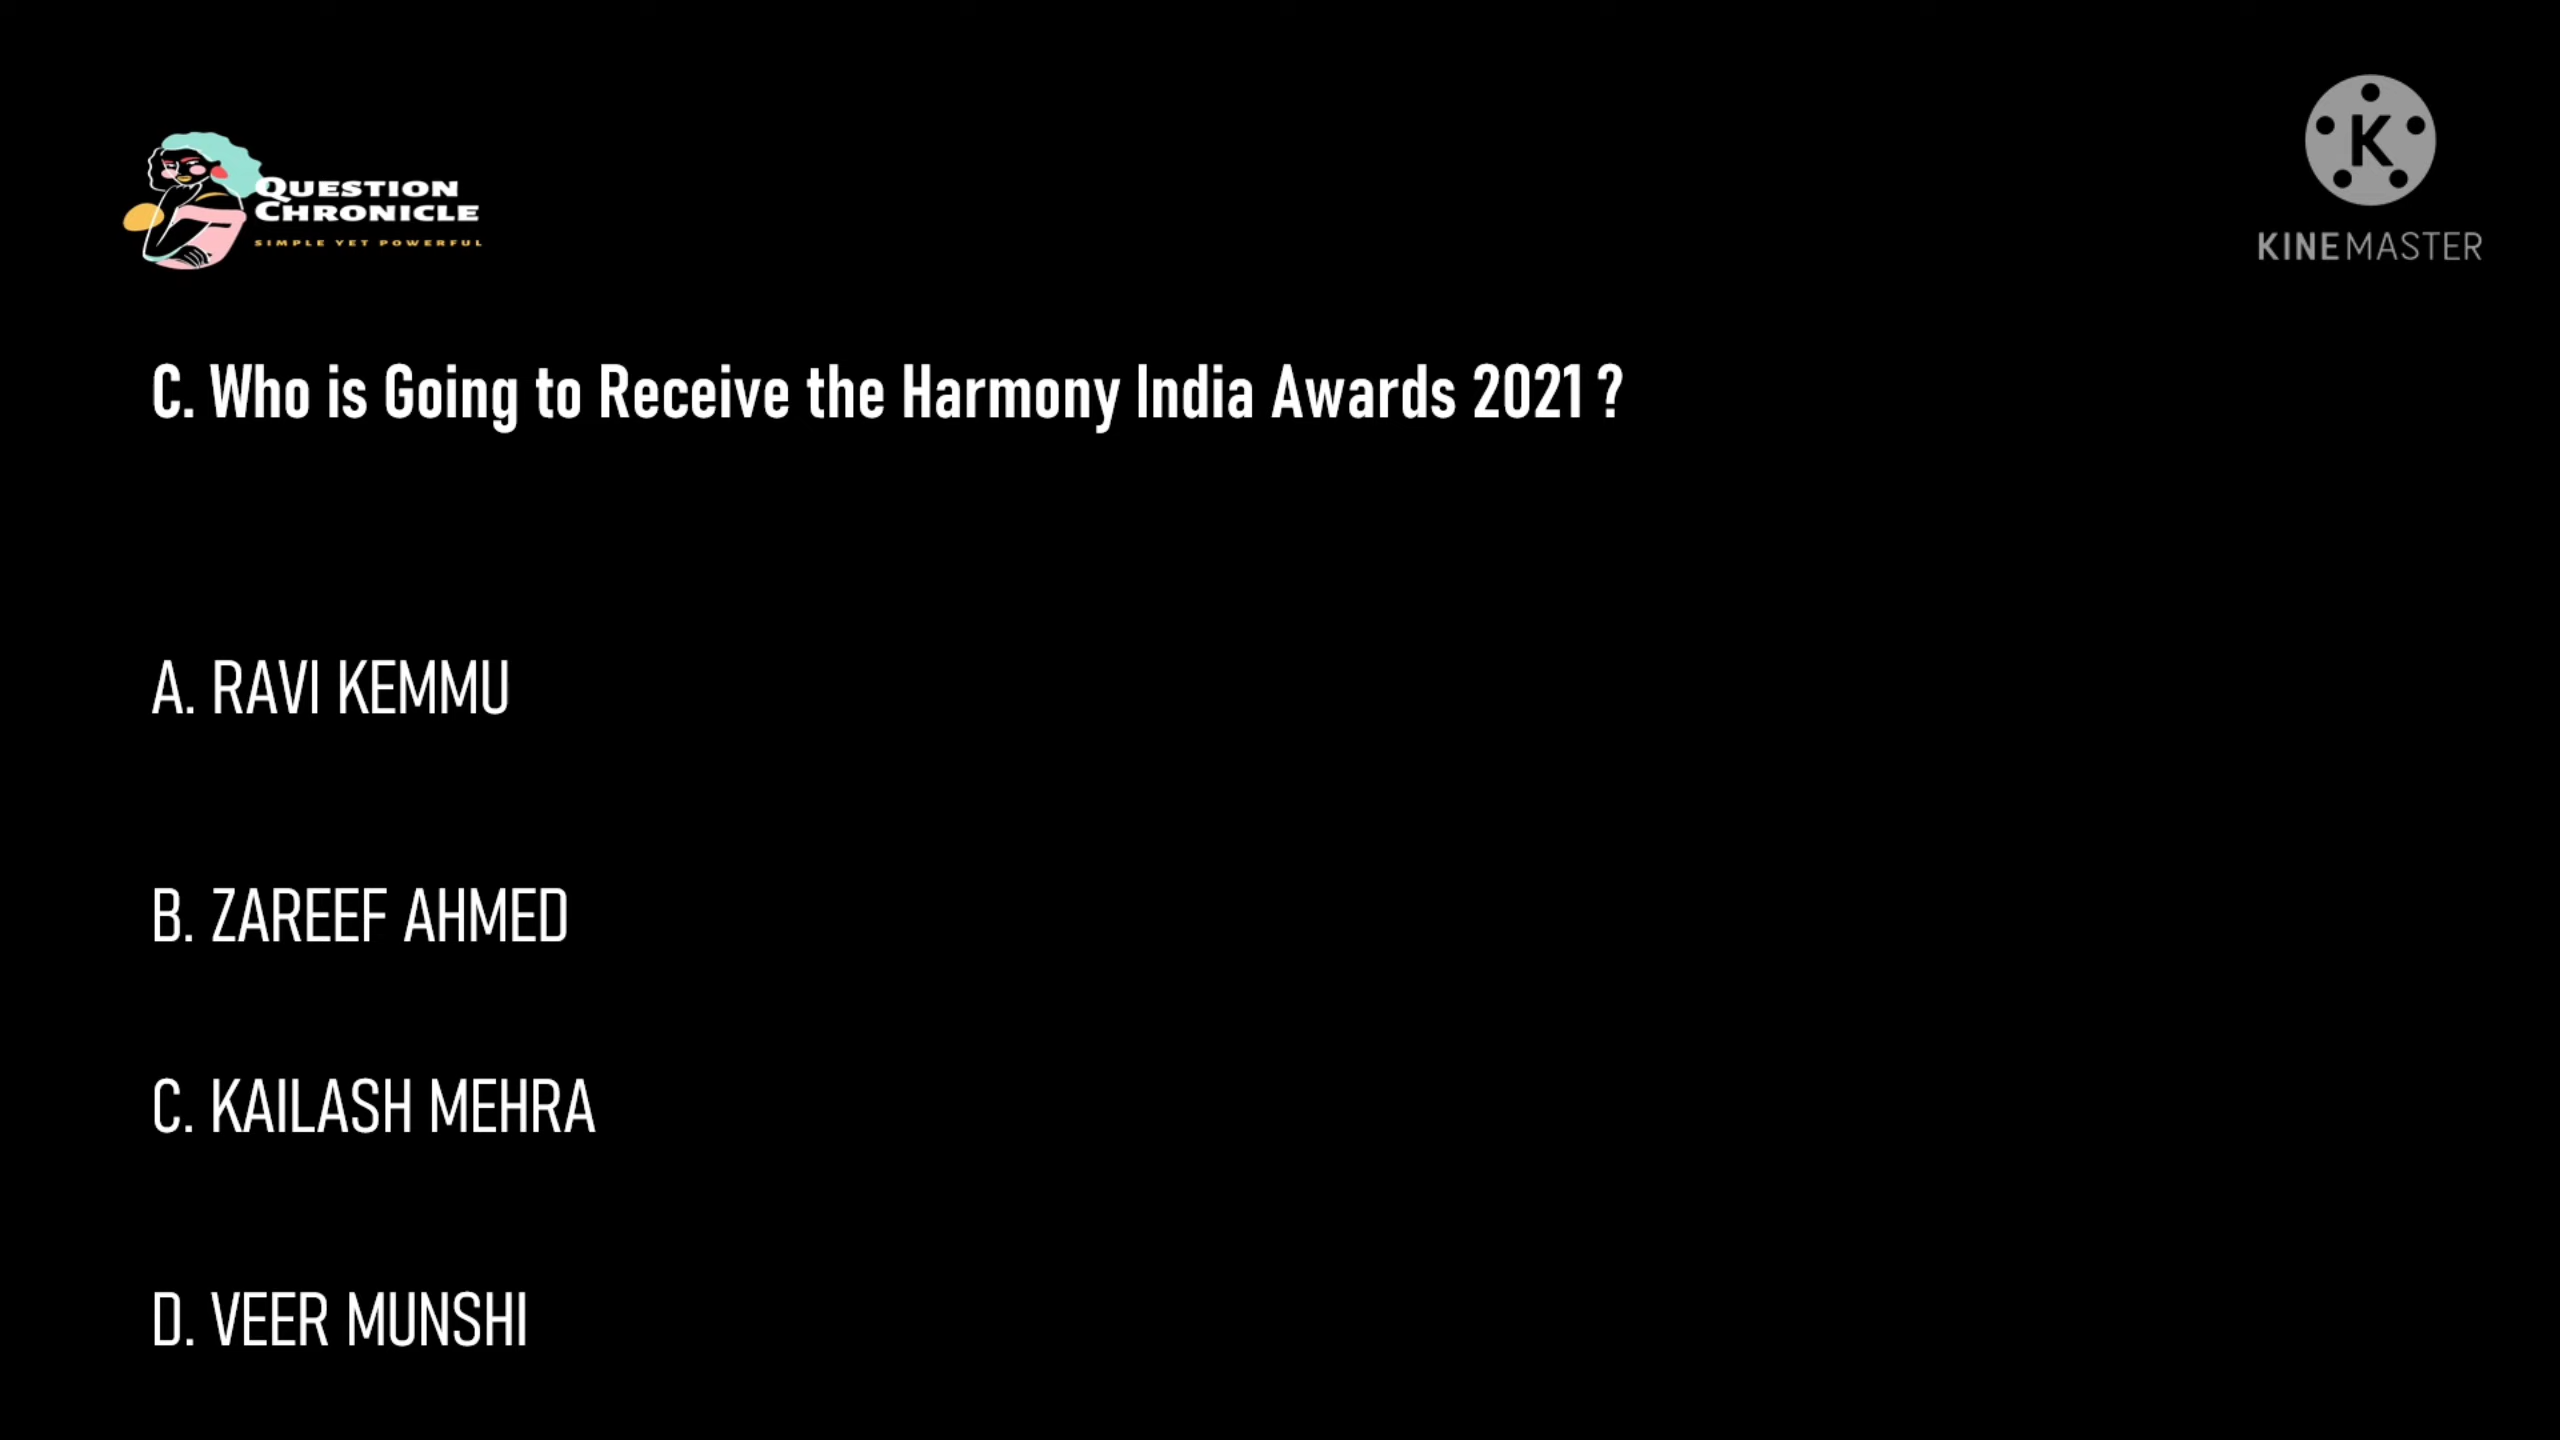 QUESTION
CHRONICLE
SIMPLE YET POWERFUL
K
KINEMASTER
C. Who is Going to Receive the Harmony India Awards 2021 ?
A. RAVI KEMMU
B. ZAREEF AHMED
C. KAILASH MEHRA
D. VEER MUNSHI